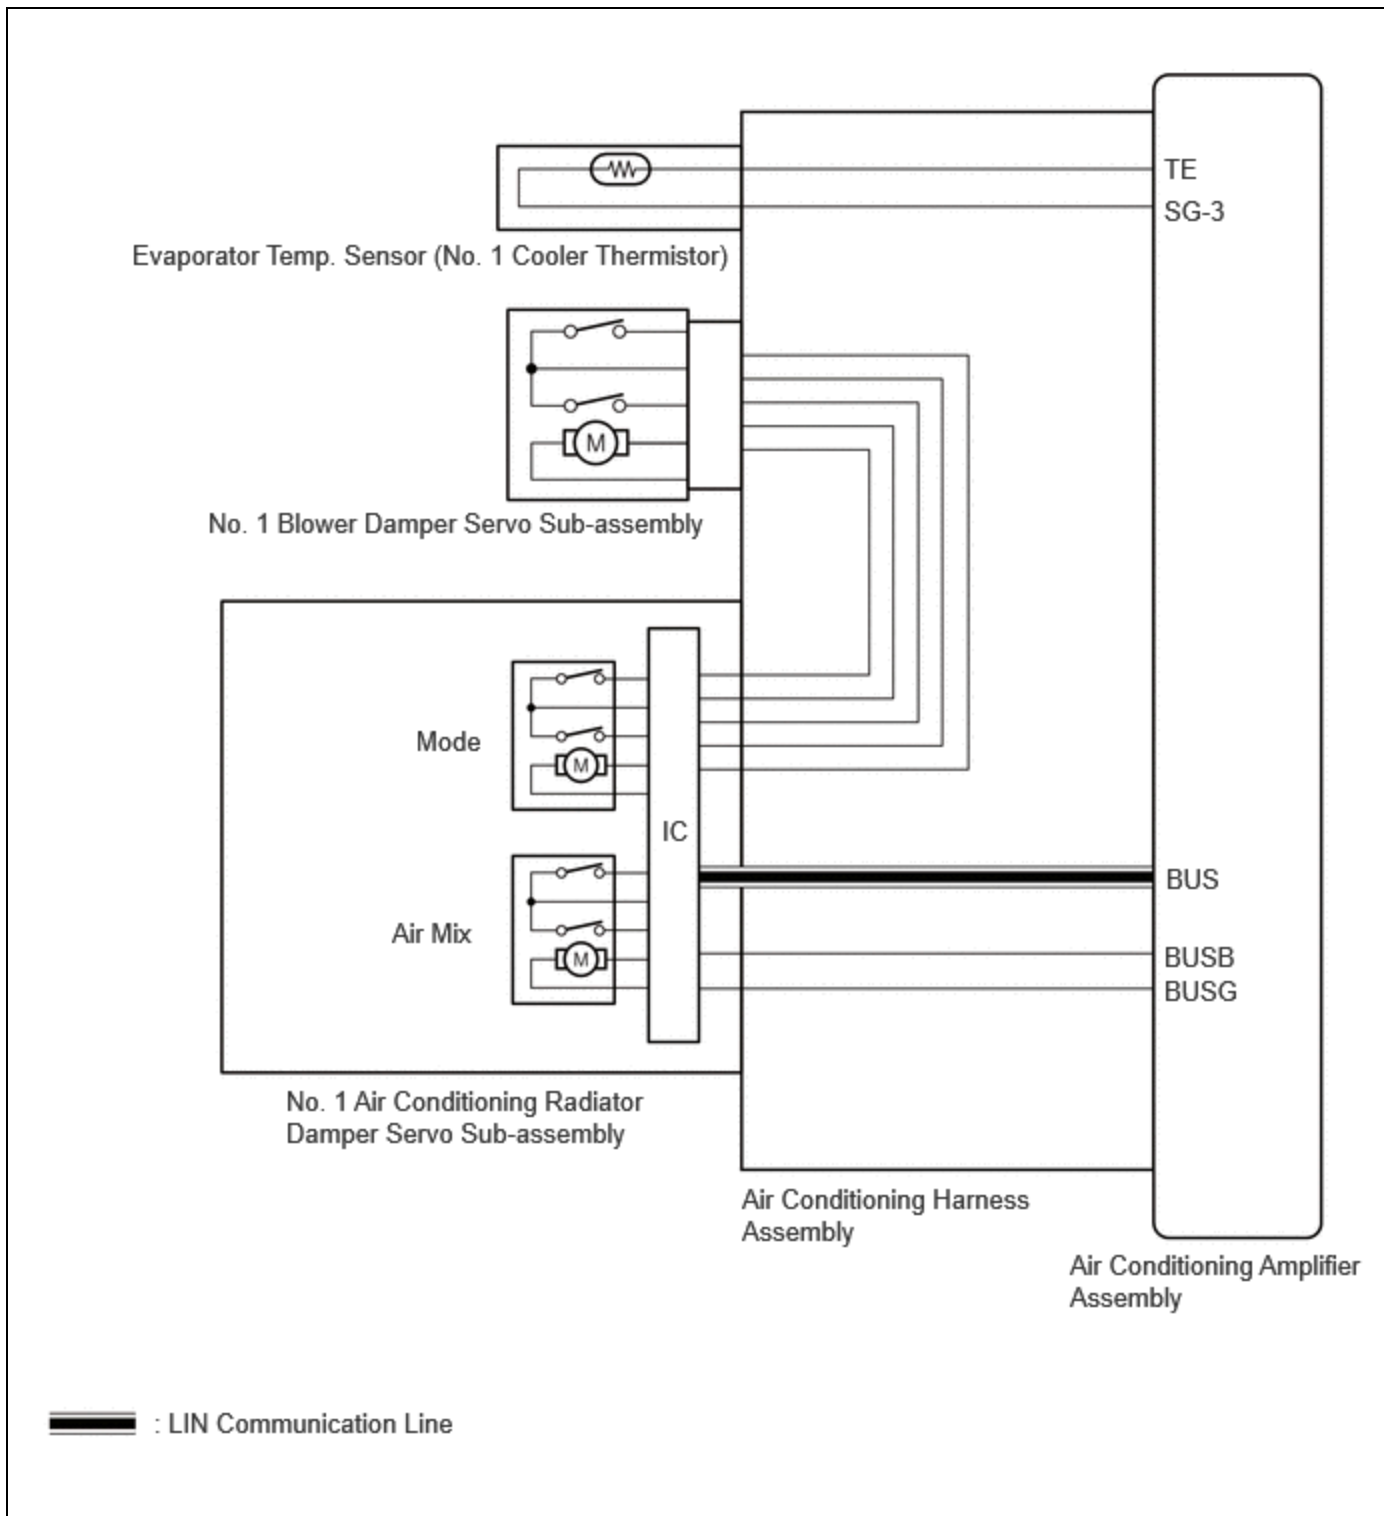 TE
SG-3
Evaporator Temp. Sensor (No. 1 Cooler Thermistor)
M
No. 1 Blower Damper Servo Sub-assembly
Mode
M
IC
BUS
Air Mix
M
BUSB
BUSG
No. 1 Air Conditioning Radiator
Damper Servo Sub-assembly
Air Conditioning Harness
Assembly
Air Conditioning Amplifier
Assembly
: LIN Communication Line